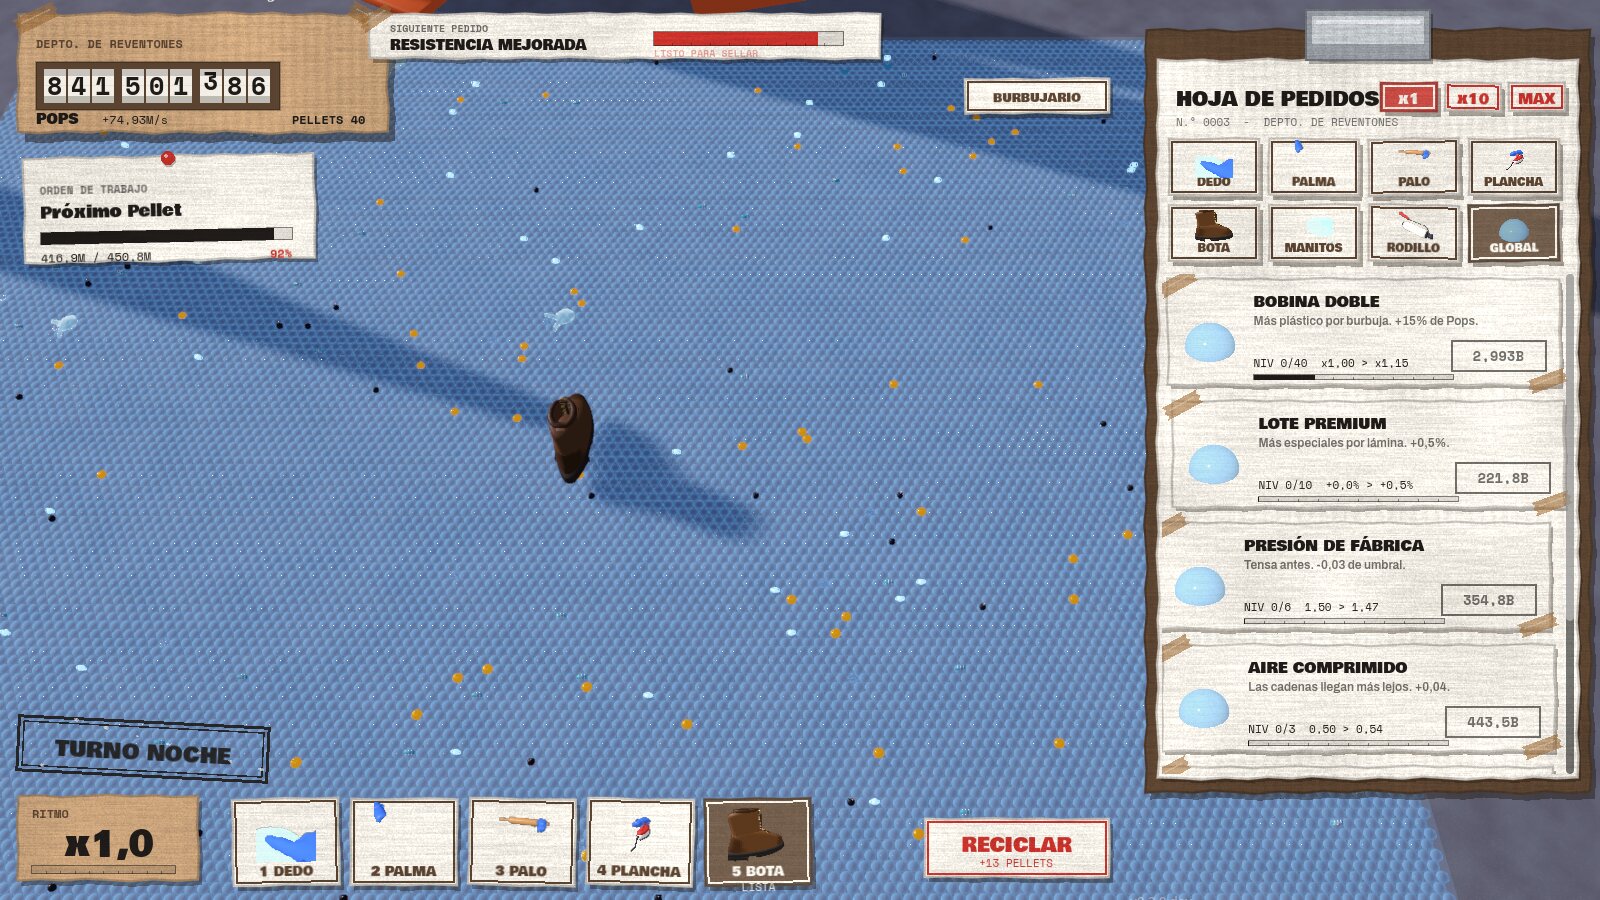 DEPTO. DE REVENTONES
841 501 386
POPS +74,93M/s PELLETS 40
SIGUIENTE PEDIDO
RESISTENCIA MEJORADA
LISTO PARA SELLAR
BURBUJARIO
ORDEN DE TRABAJO
Próximo Pellet
416,9M / 450,8M 92%
HOJA DE PEDIDOS x1 x10 MAX
N.° 0003 - DEPTO. DE REVENTONES
DEDO PALMA PALO PLANCHA
BOTA MANITOS RODILLO GLOBAL
BOBINA DOBLE
Más plástico por burbuja. +15% de Pops.
NIV 0/40 x1,00 > x1,15 2,993B
LOTE PREMIUM
Más especiales por lámina. +0,5%.
NIV 0/10 +0,0% > +0,5% 221,8B
PRESIÓN DE FÁBRICA
Tensa antes. -0,03 de umbral.
NIV 0/6 1,50 > 1,47 354,8B
AIRE COMPRIMIDO
Las cadenas llegan más lejos. +0,04.
NIV 0/3 0,50 > 0,54 443,5B
TURNO NOCHE
RITMO
x1,0
1 DEDO 2 PALMA 3 PALO 4 PLANCHA 5 BOTA
LISTA
RECICLAR
+13 PELLETS